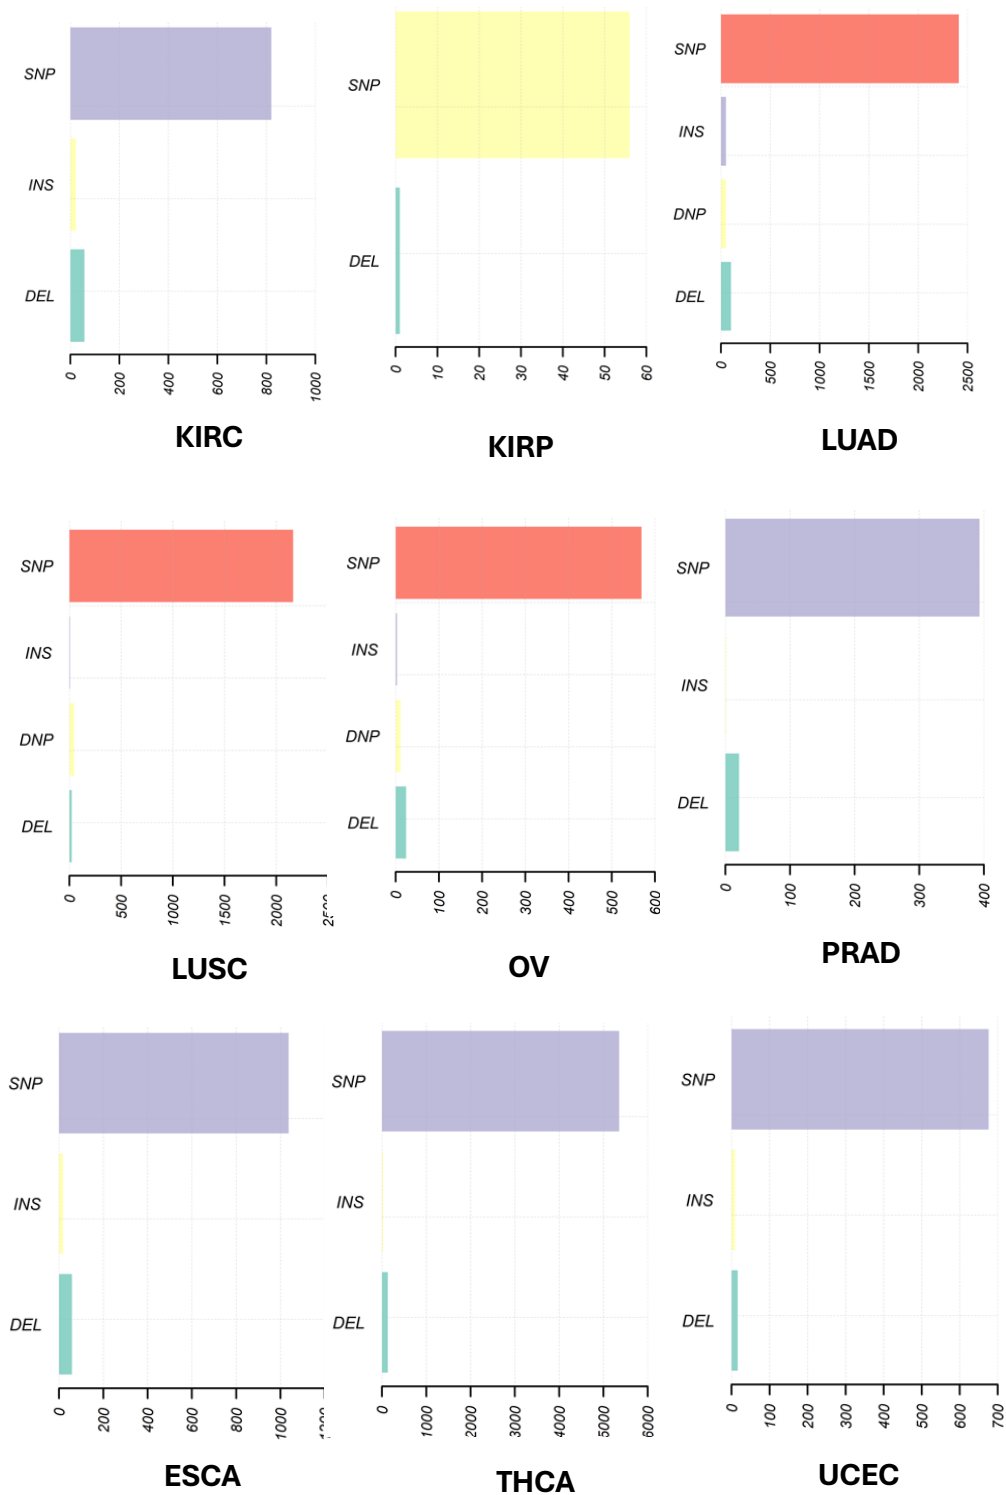 SNP
INS
DEL
0 200 400 600 800 1000
KIRC
SNP
DEL
0 10 20 30 40 50 60
KIRP
SNP
INS
DNP
DEL
0 500 1000 1500 2000 2500
LUAD
SNP
INS
DNP
DEL
0 500 1000 1500 2000
LUSC
SNP
INS
DNP
DEL
0 100 200 300 400 500 600
OV
SNP
INS
DEL
0 100 200 300 400
PRAD
SNP
INS
DEL
0 200 400 600 800 1000
ESCA
SNP
INS
DEL
0 1000 2000 3000 4000 5000 6000
THCA
SNP
INS
DEL
0 100 200 300 400 500 600 700
UCEC